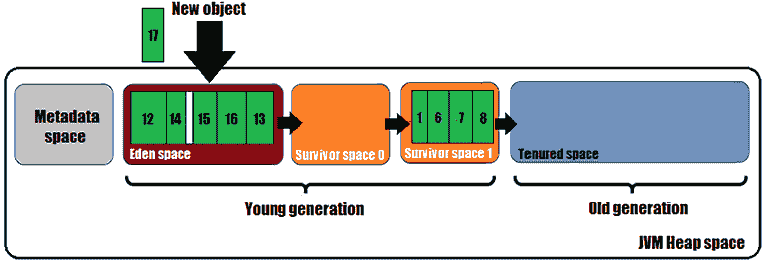 New object
17
Metadata
space
12 14 15 16 13
Eden space
Survivor space 0
1 6 7 8
Survivor space 1
Tenured space
Young generation
Old generation
JVM Heap space